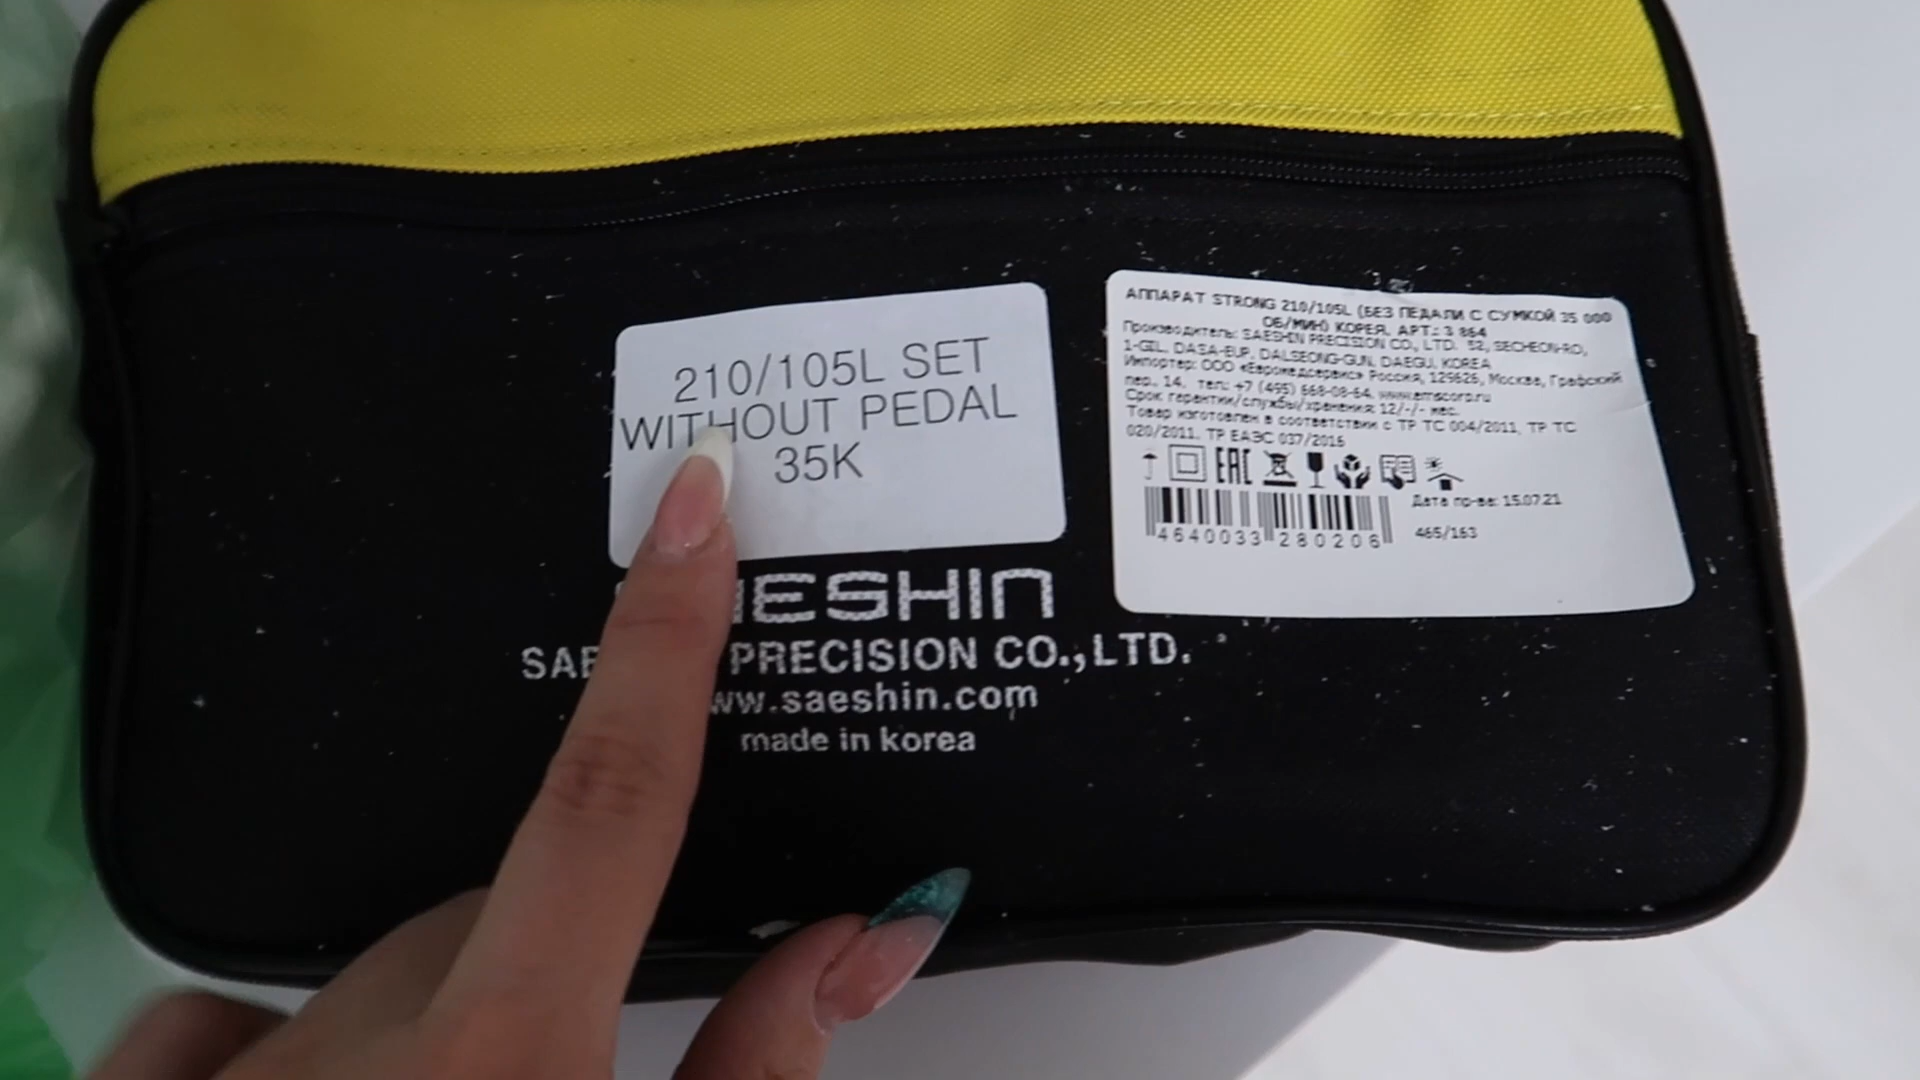 210/105L SET
WITHOUT PEDAL
35K
АППАРАТ STRONG 210/105L (БЕЗ ПЕДАЛИ С СУМКОЙ 35 000
ОБ/МИН) КОРЕЯ, АРТ.: 3 864
Производитель: SAESHIN PRECISION CO., LTD. 52, SECHEON-RO,
1-GIL, DASA-EUP, DALSEONG-GUN, DAEGU, KOREA
Импортер: ООО «Евромедсервис» Россия, 129626, Москва, Графский
пер., 14, тел.: +7 (495) 668-08-64, www.emscorp.ru
Срок гарантии/службы/хранения: 12/-/- мес.
Товар изготовлен в соответствии с ТР ТС 004/2011, ТР ТС
020/2011, ТР ЕАЭС 037/2016
EAC
Дата пр-ва: 15.07.21
4640033 280206
465/163
PRECISION CO.,LTD.
www.saeshin.com
made in korea